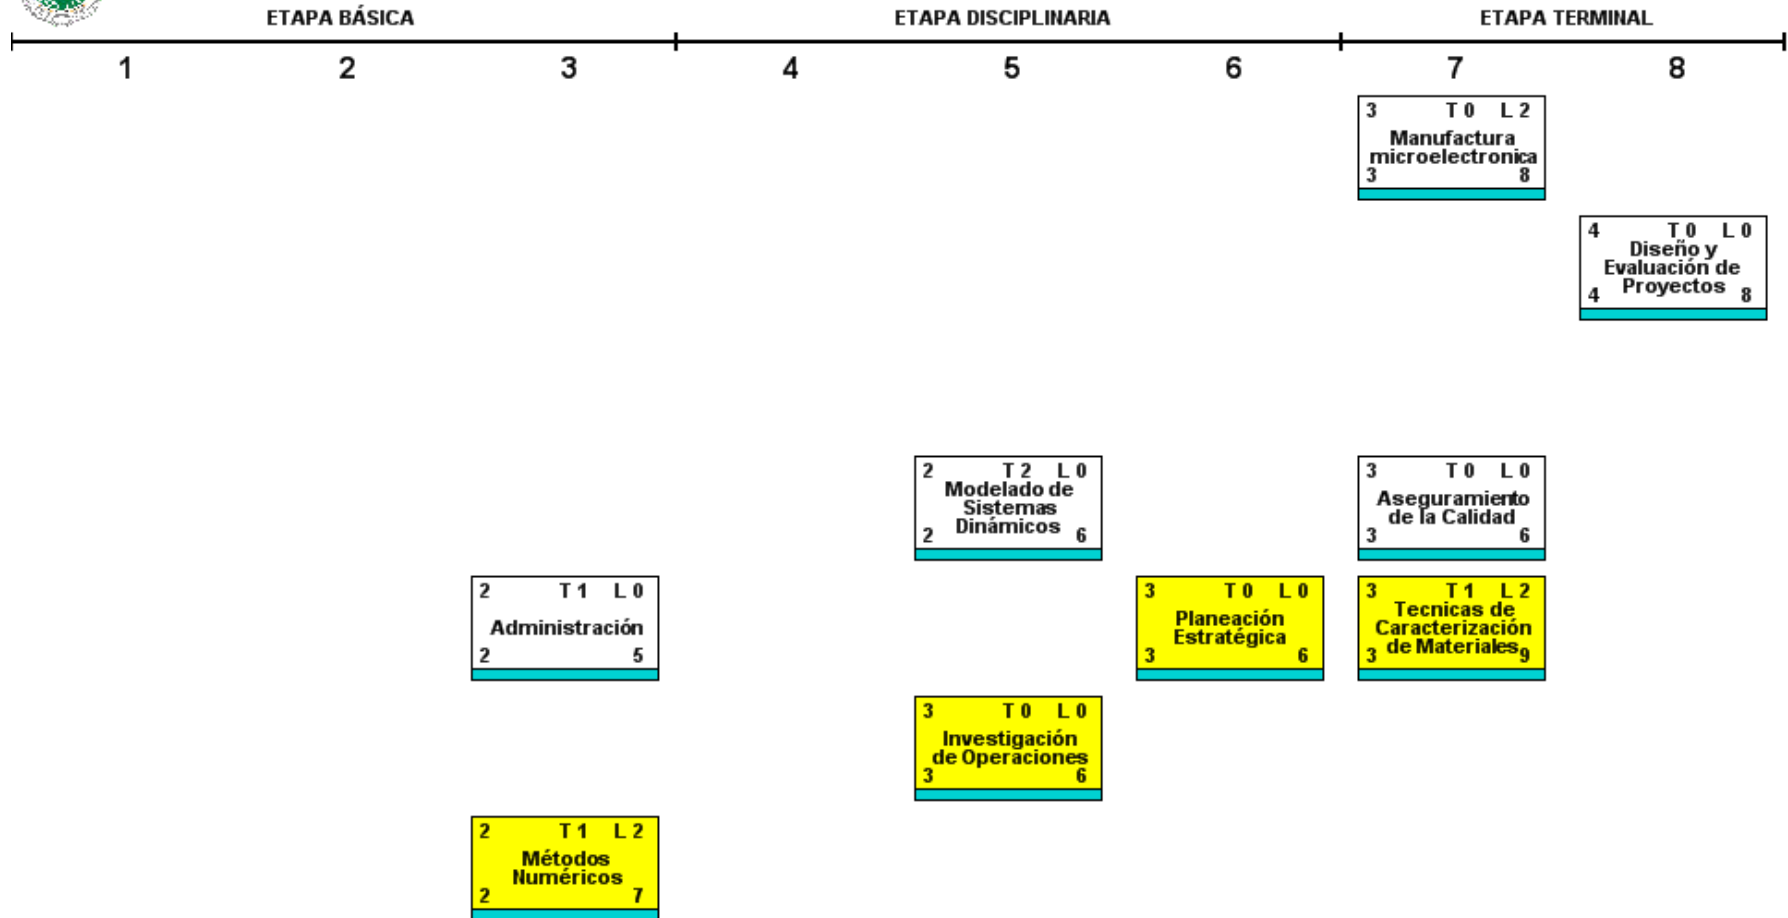 ETAPA BÁSICA ETAPA DISCIPLINARIA ETAPA TERMINAL
1 2 3 4 5 6 7 8
3 T 0 L 2
Manufactura
microelectronica
3 8
4 T 0 L 0
Diseño y
Evaluación de
Proyectos
4 8
2 T 2 L 0
Modelado de
Sistemas
Dinámicos
2 6
3 T 0 L 0
Aseguramiento
de la Calidad
3 6
2 T 1 L 0
Administración
2 5
3 T 0 L 0
Planeación
Estratégica
3 6
3 T 1 L 2
Tecnicas de
Caracterización
de Materiales
3 9
3 T 0 L 0
Investigación
de Operaciones
3 6
2 T 1 L 2
Métodos
Numéricos
2 7